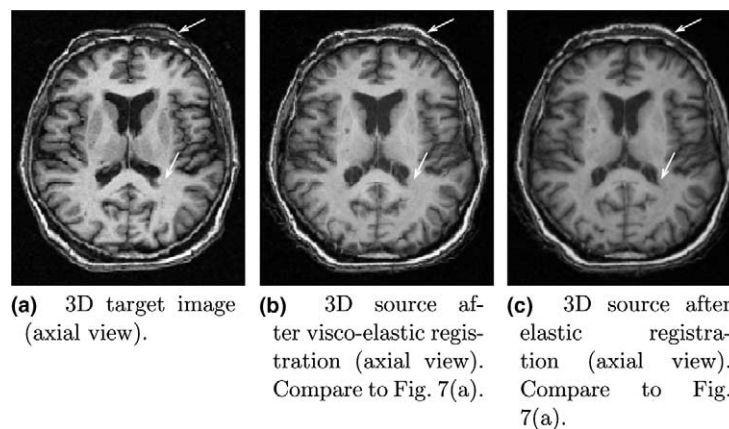 (a) 3D target image
(axial view).
(b) 3D source af-
ter visco-elastic regis-
tration (axial view).
Compare to Fig. 7(a).
(c) 3D source after
elastic registra-
tion (axial view).
Compare to Fig.
7(a).